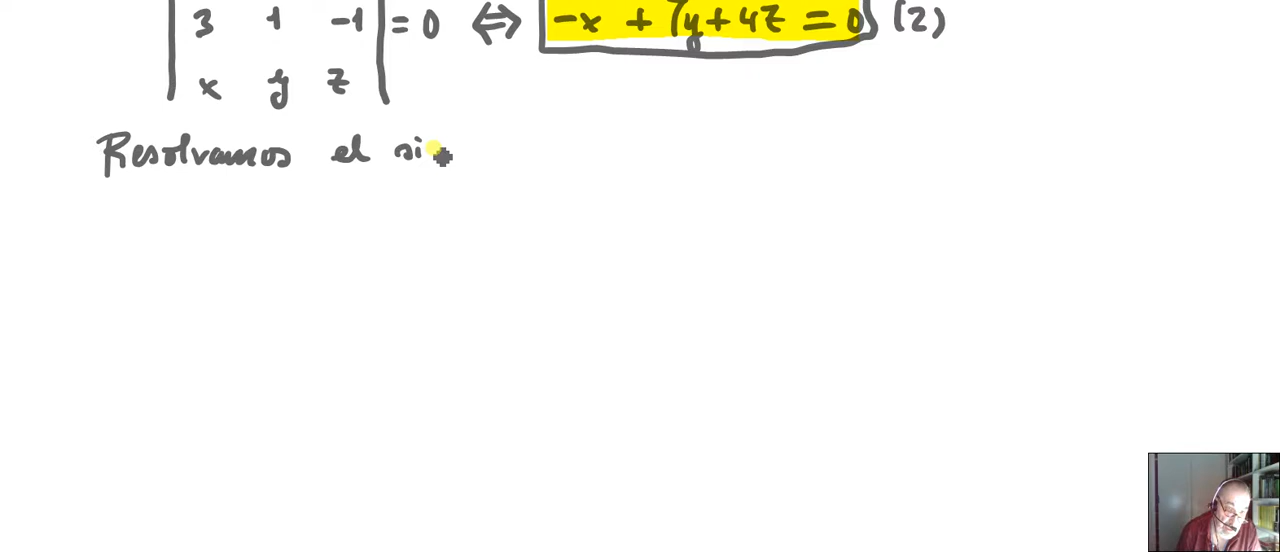 3 1 -1 = 0 ⟺ -x + 7y + 4z = 0 (2)
x y z
Resolvamos el si